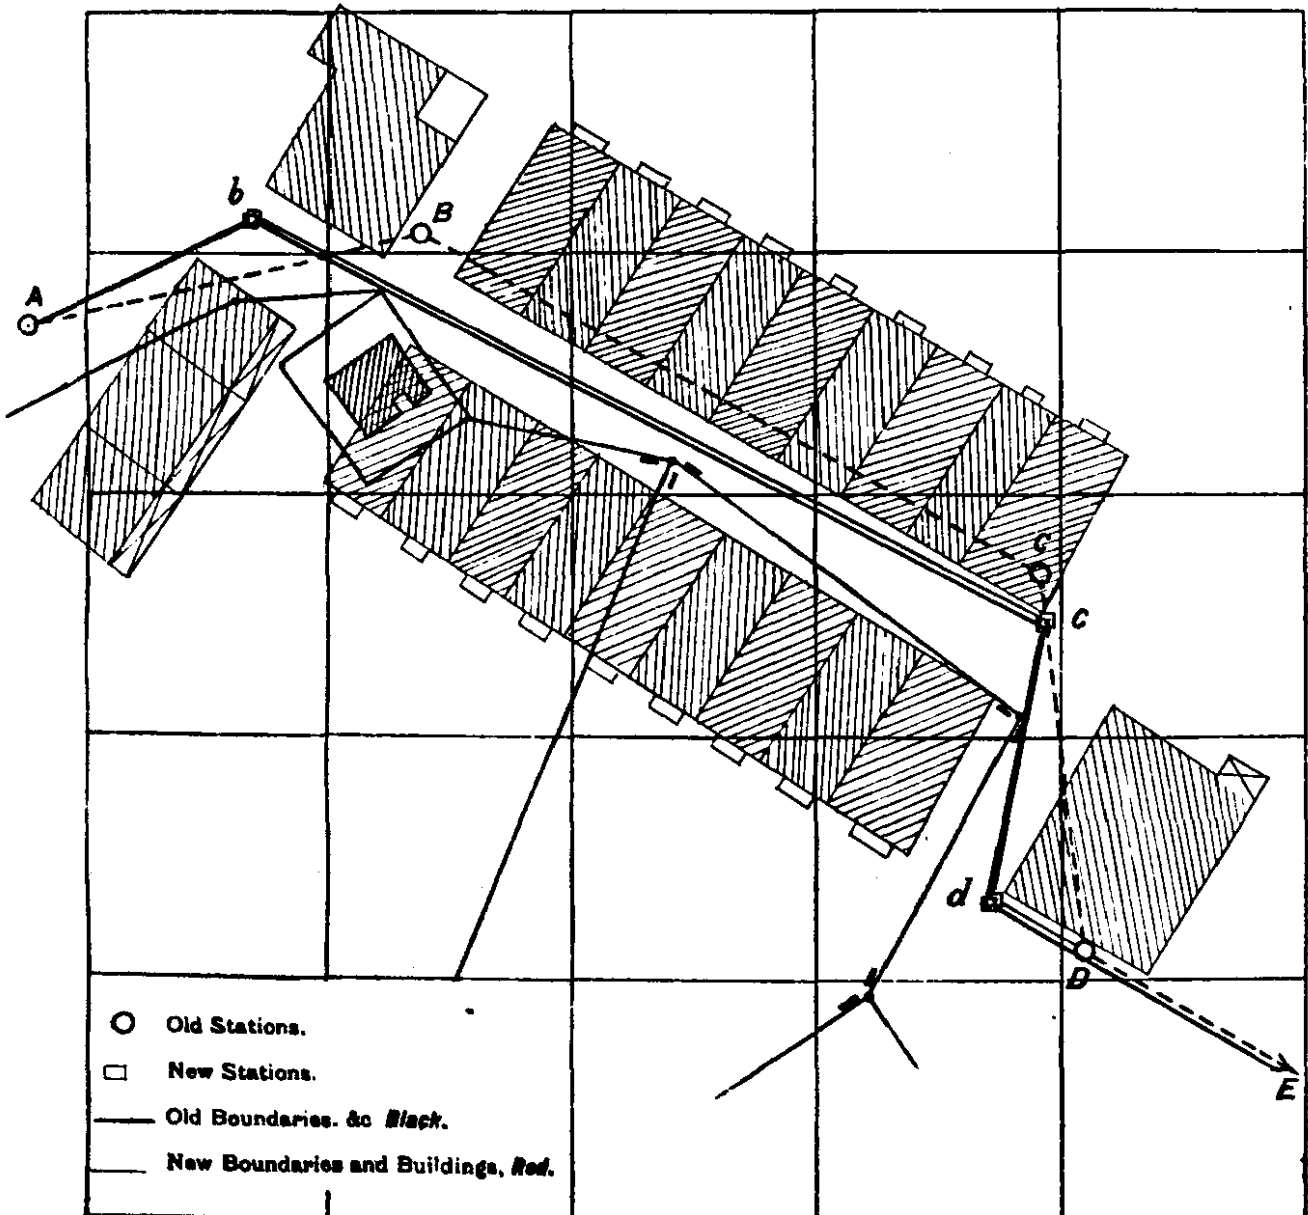 b
B
A
C
c
d
D
E
Old Stations.
New Stations.
Old Boundaries. &c Black.
New Boundaries and Buildings, Red.